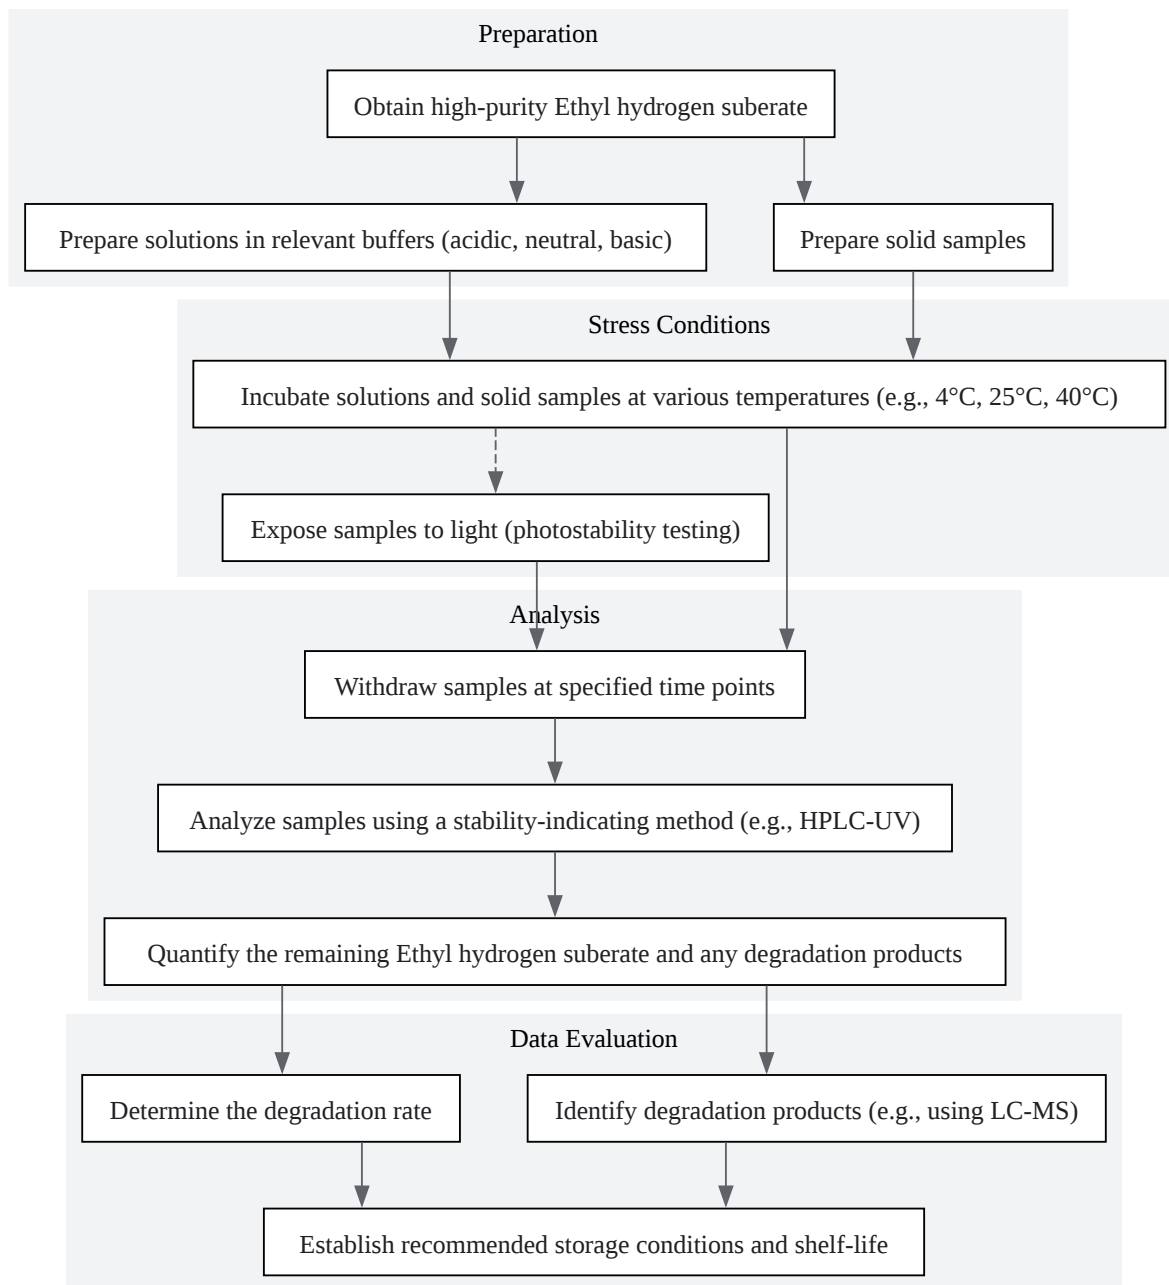 Preparation
Obtain high-purity Ethyl hydrogen suberate
Prepare solutions in relevant buffers (acidic, neutral, basic)
Prepare solid samples
Stress Conditions
Incubate solutions and solid samples at various temperatures (e.g., 4°C, 25°C, 40°C)
Expose samples to light (photostability testing)
Analysis
Withdraw samples at specified time points
Analyze samples using a stability-indicating method (e.g., HPLC-UV)
Quantify the remaining Ethyl hydrogen suberate and any degradation products
Data Evaluation
Determine the degradation rate
Identify degradation products (e.g., using LC-MS)
Establish recommended storage conditions and shelf-life